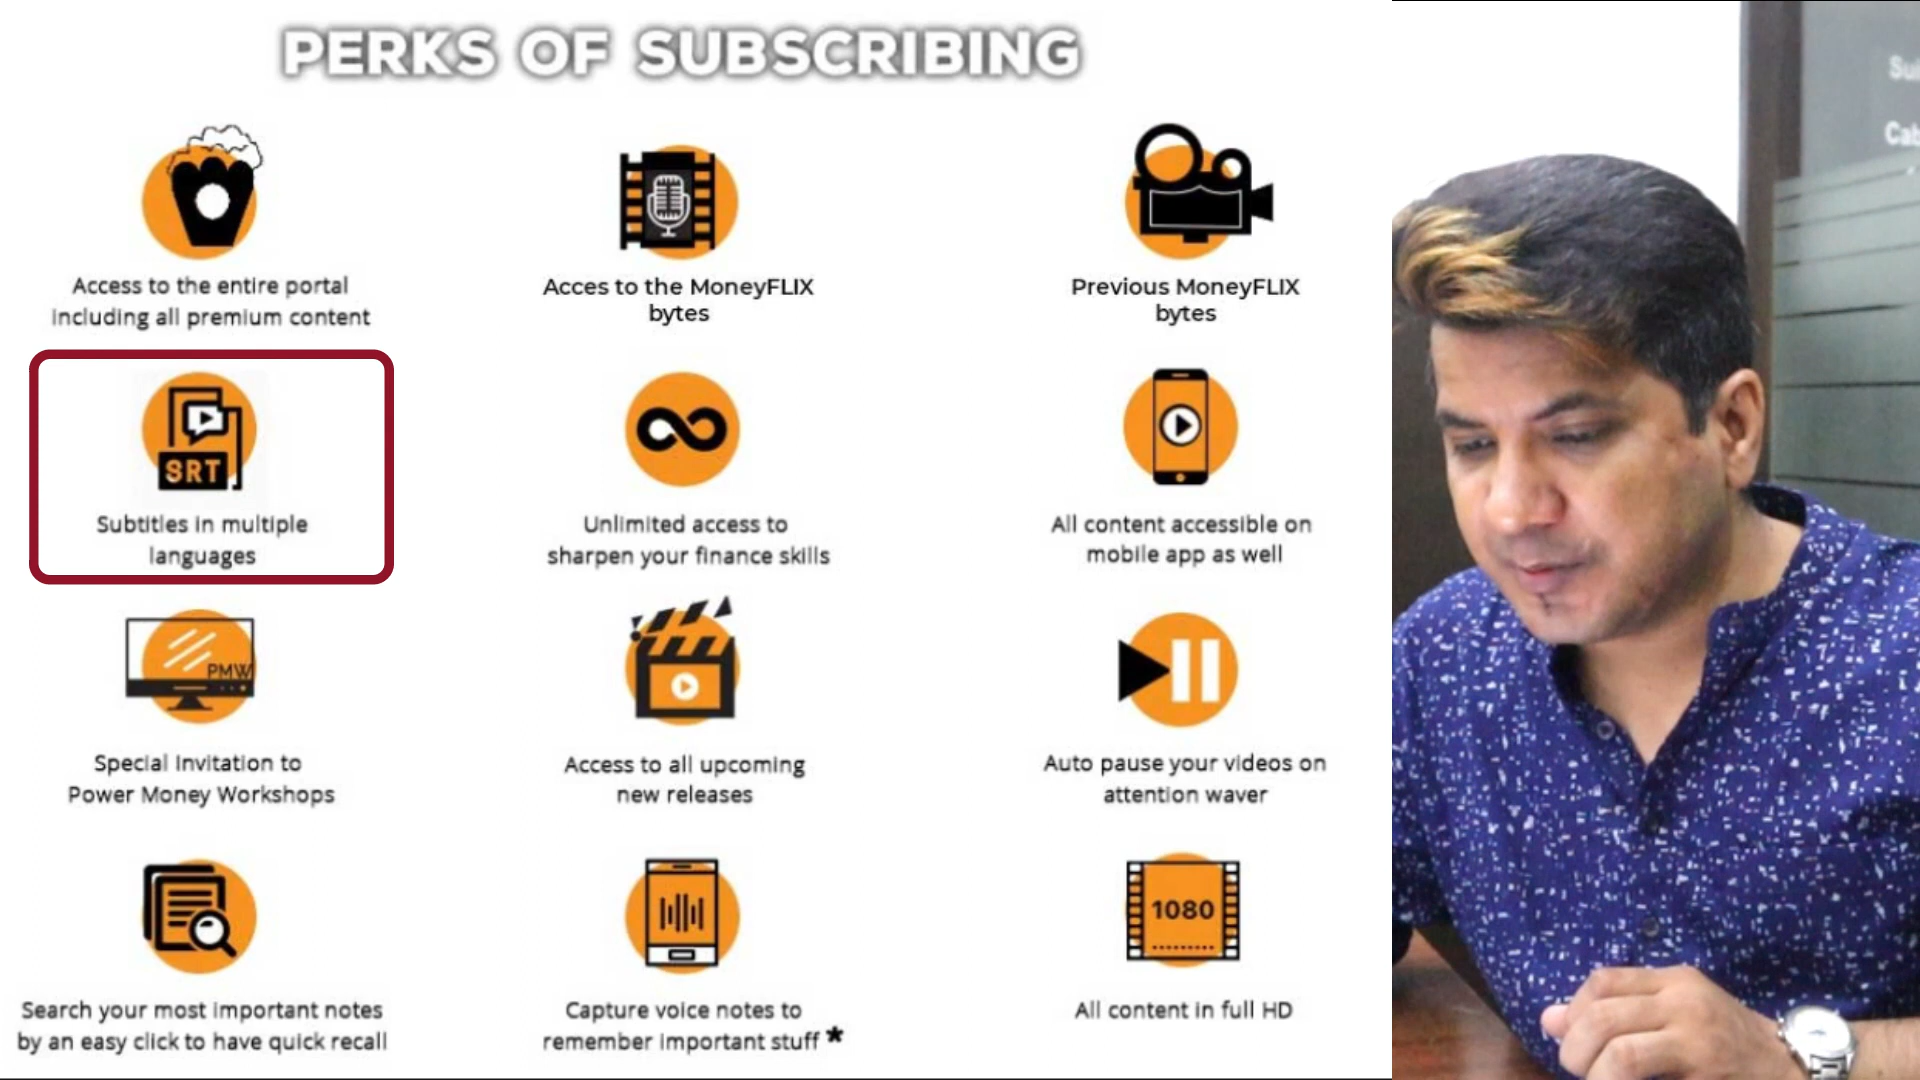 PERKS OF SUBSCRIBING
Access to the entire portal
including all premium content
Acces to the MoneyFLIX
bytes
Previous MoneyFLIX
bytes
SRT
Subtitles in multiple
languages
Unlimited access to
sharpen your finance skills
All content accessible on
mobile app as well
PMW
Special Invitation to
Power Money Workshops
Access to all upcoming
new releases
Auto pause your videos on
attention waver
Search your most important notes
by an easy click to have quick recall
Capture voice notes to
remember important stuff *
1080
All content in full HD